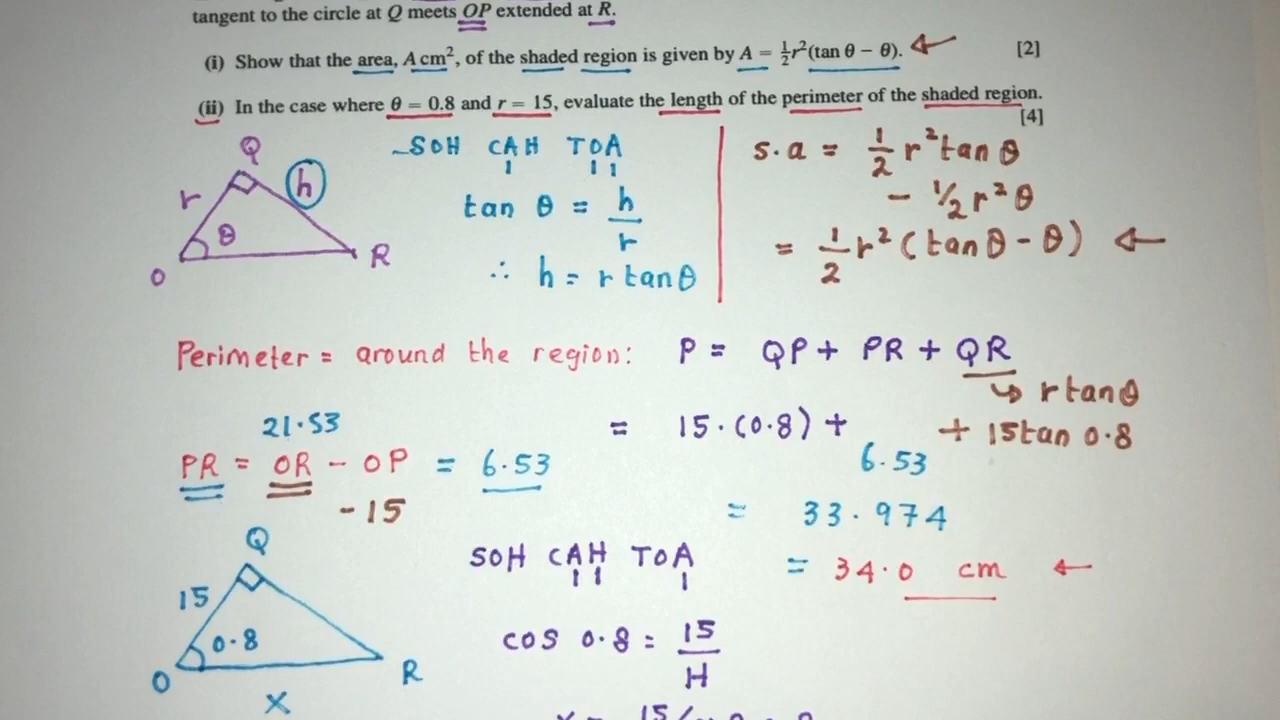 tangent to the circle at Q meets OP extended at R.
(i) Show that the area, A cm², of the shaded region is given by A = ½r²(tan θ − θ). [2]
(ii) In the case where θ = 0.8 and r = 15, evaluate the length of the perimeter of the shaded region.
[4]
Q
r
h
θ
O
R
SOH CAH TOA
tan θ = h/r
∴ h = r tanθ
s.a = 1/2 r² tan θ
− ½ r² θ
= 1/2 r² (tanθ − θ) ←
Perimeter = around the region: P = QP + PR + QR
→ r tanθ
21.53
= 15.(0.8) + 6.53 + 15tan 0.8
PR = OR − OP = 6.53
−15
= 33.974
= 34.0 cm ←
Q
15
0.8
O
R
X
SOH CAH TOA
cos 0.8 = 15/H